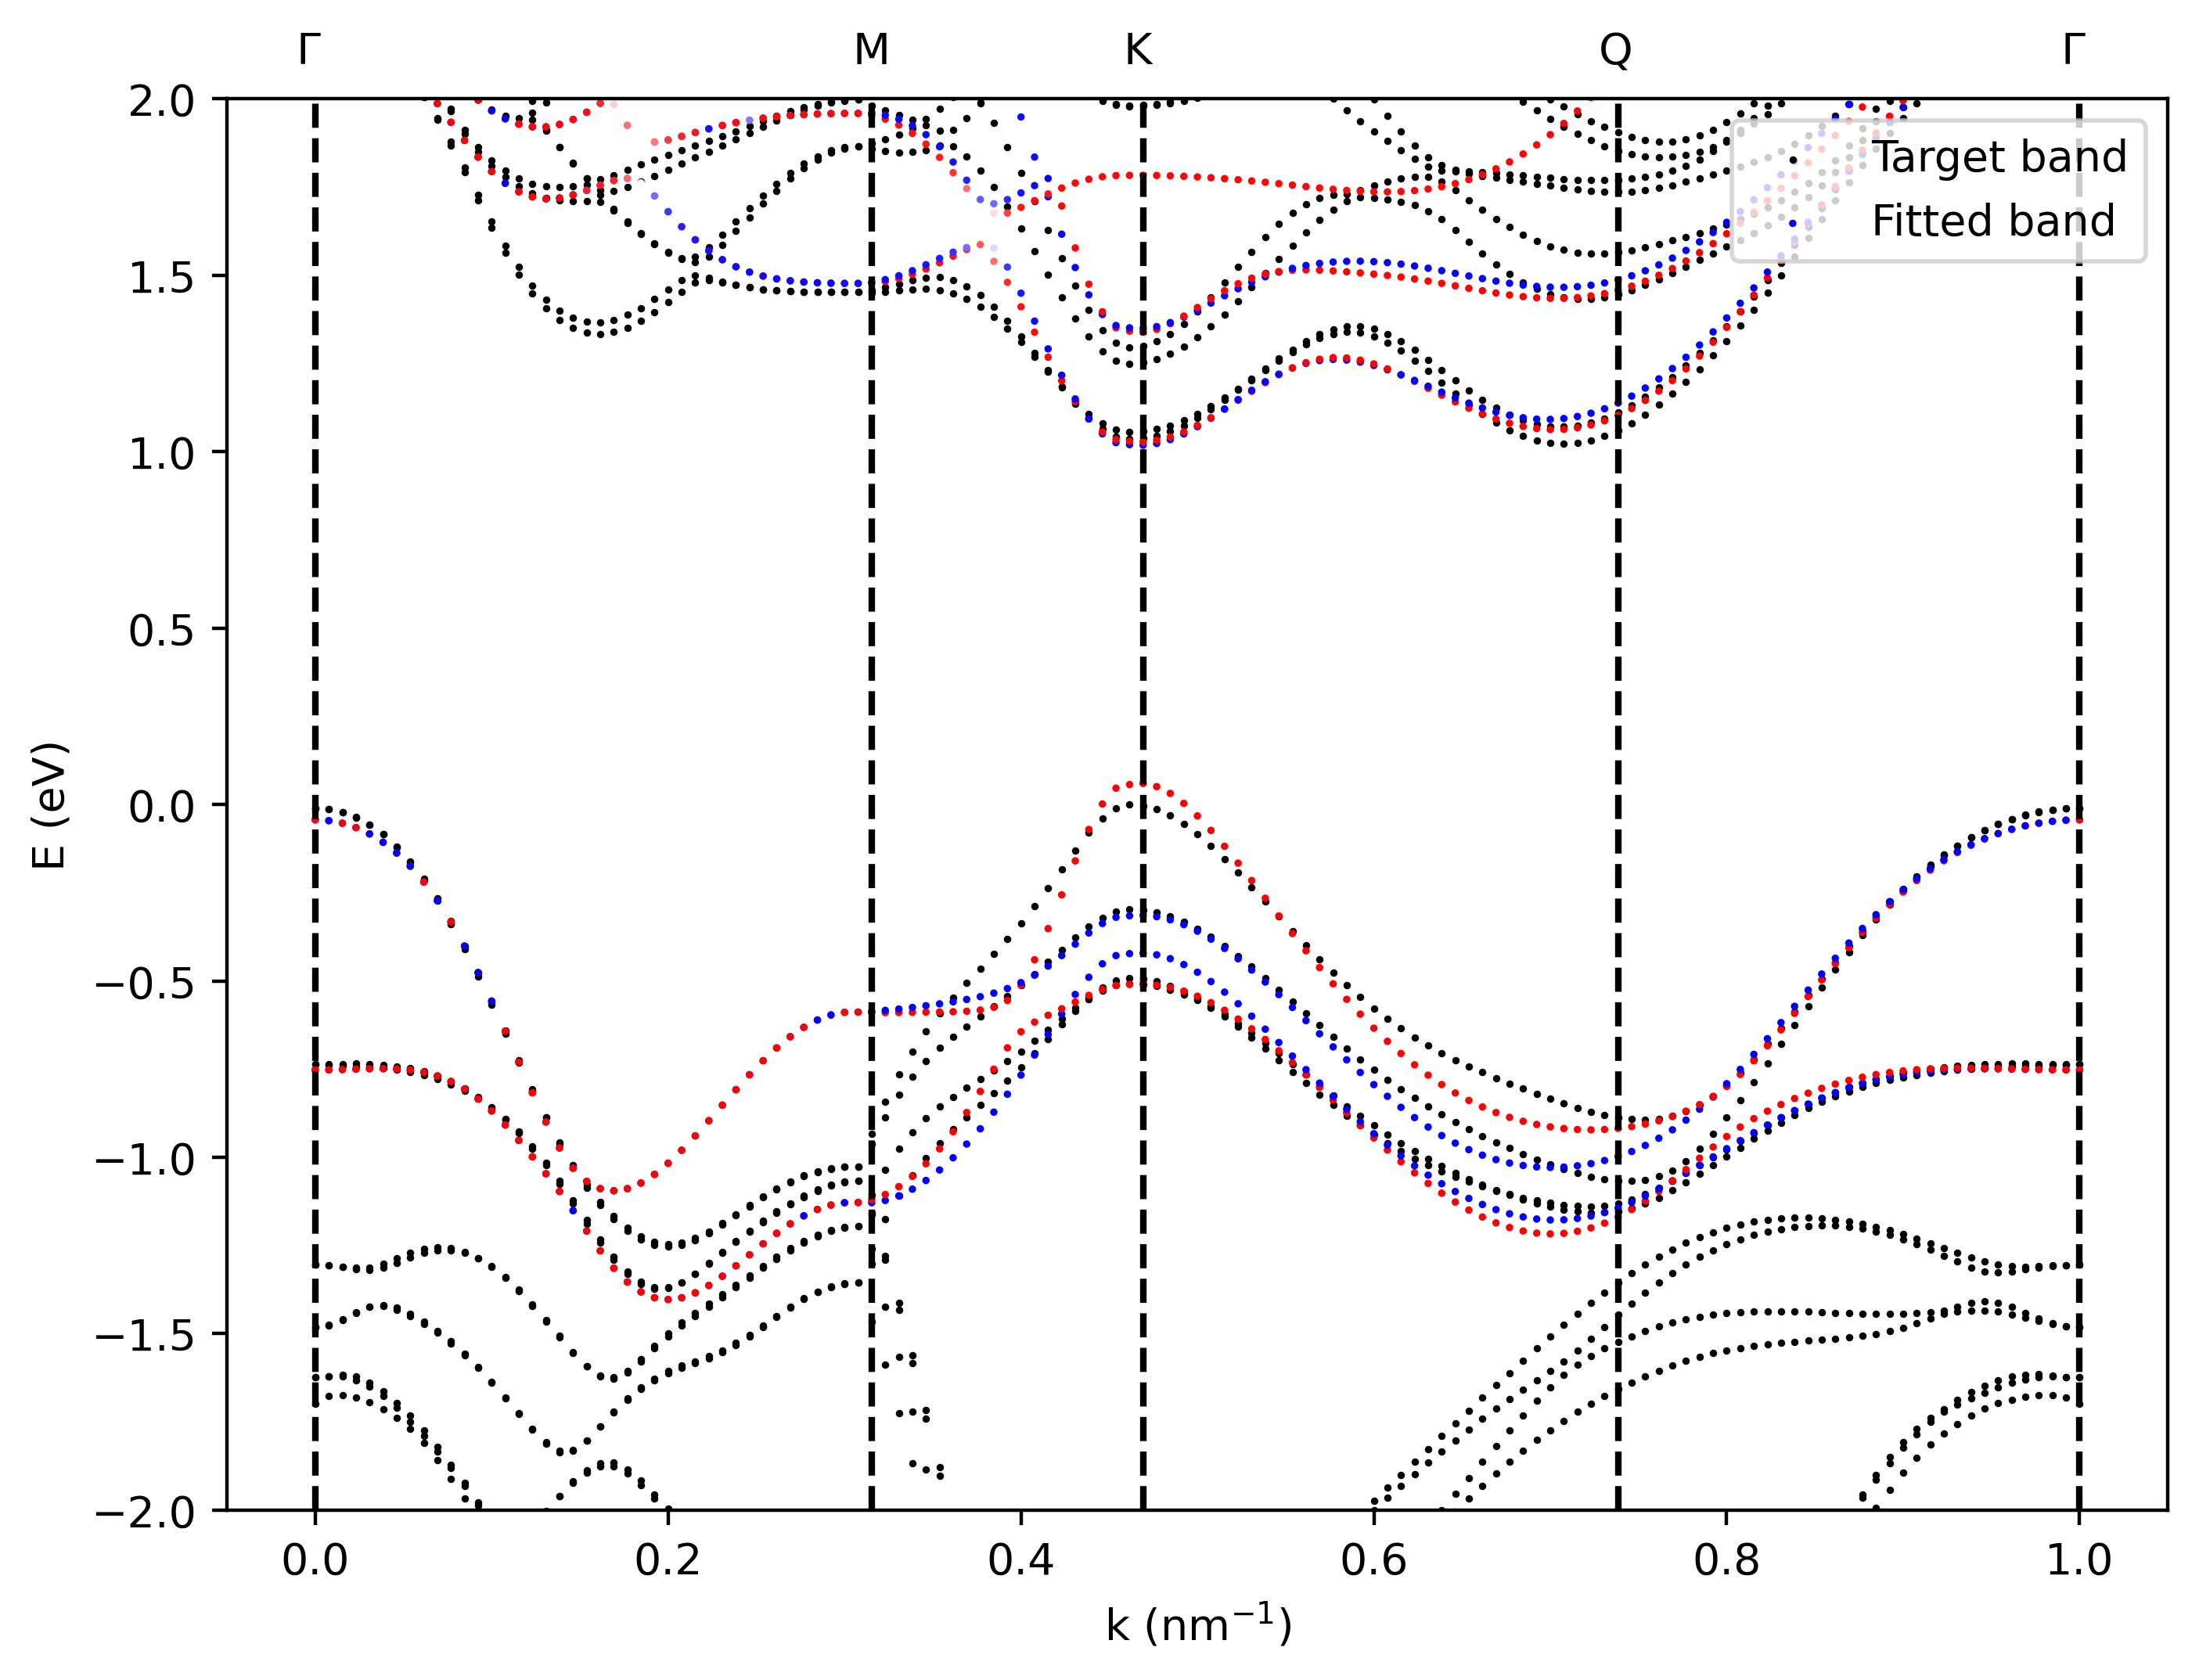 Γ M K Q Γ
2.0
1.5
1.0
0.5
0.0
−0.5
−1.0
−1.5
−2.0
E (eV)
Target band
Fitted band
0.0 0.2 0.4 0.6 0.8 1.0
k (nm⁻¹)